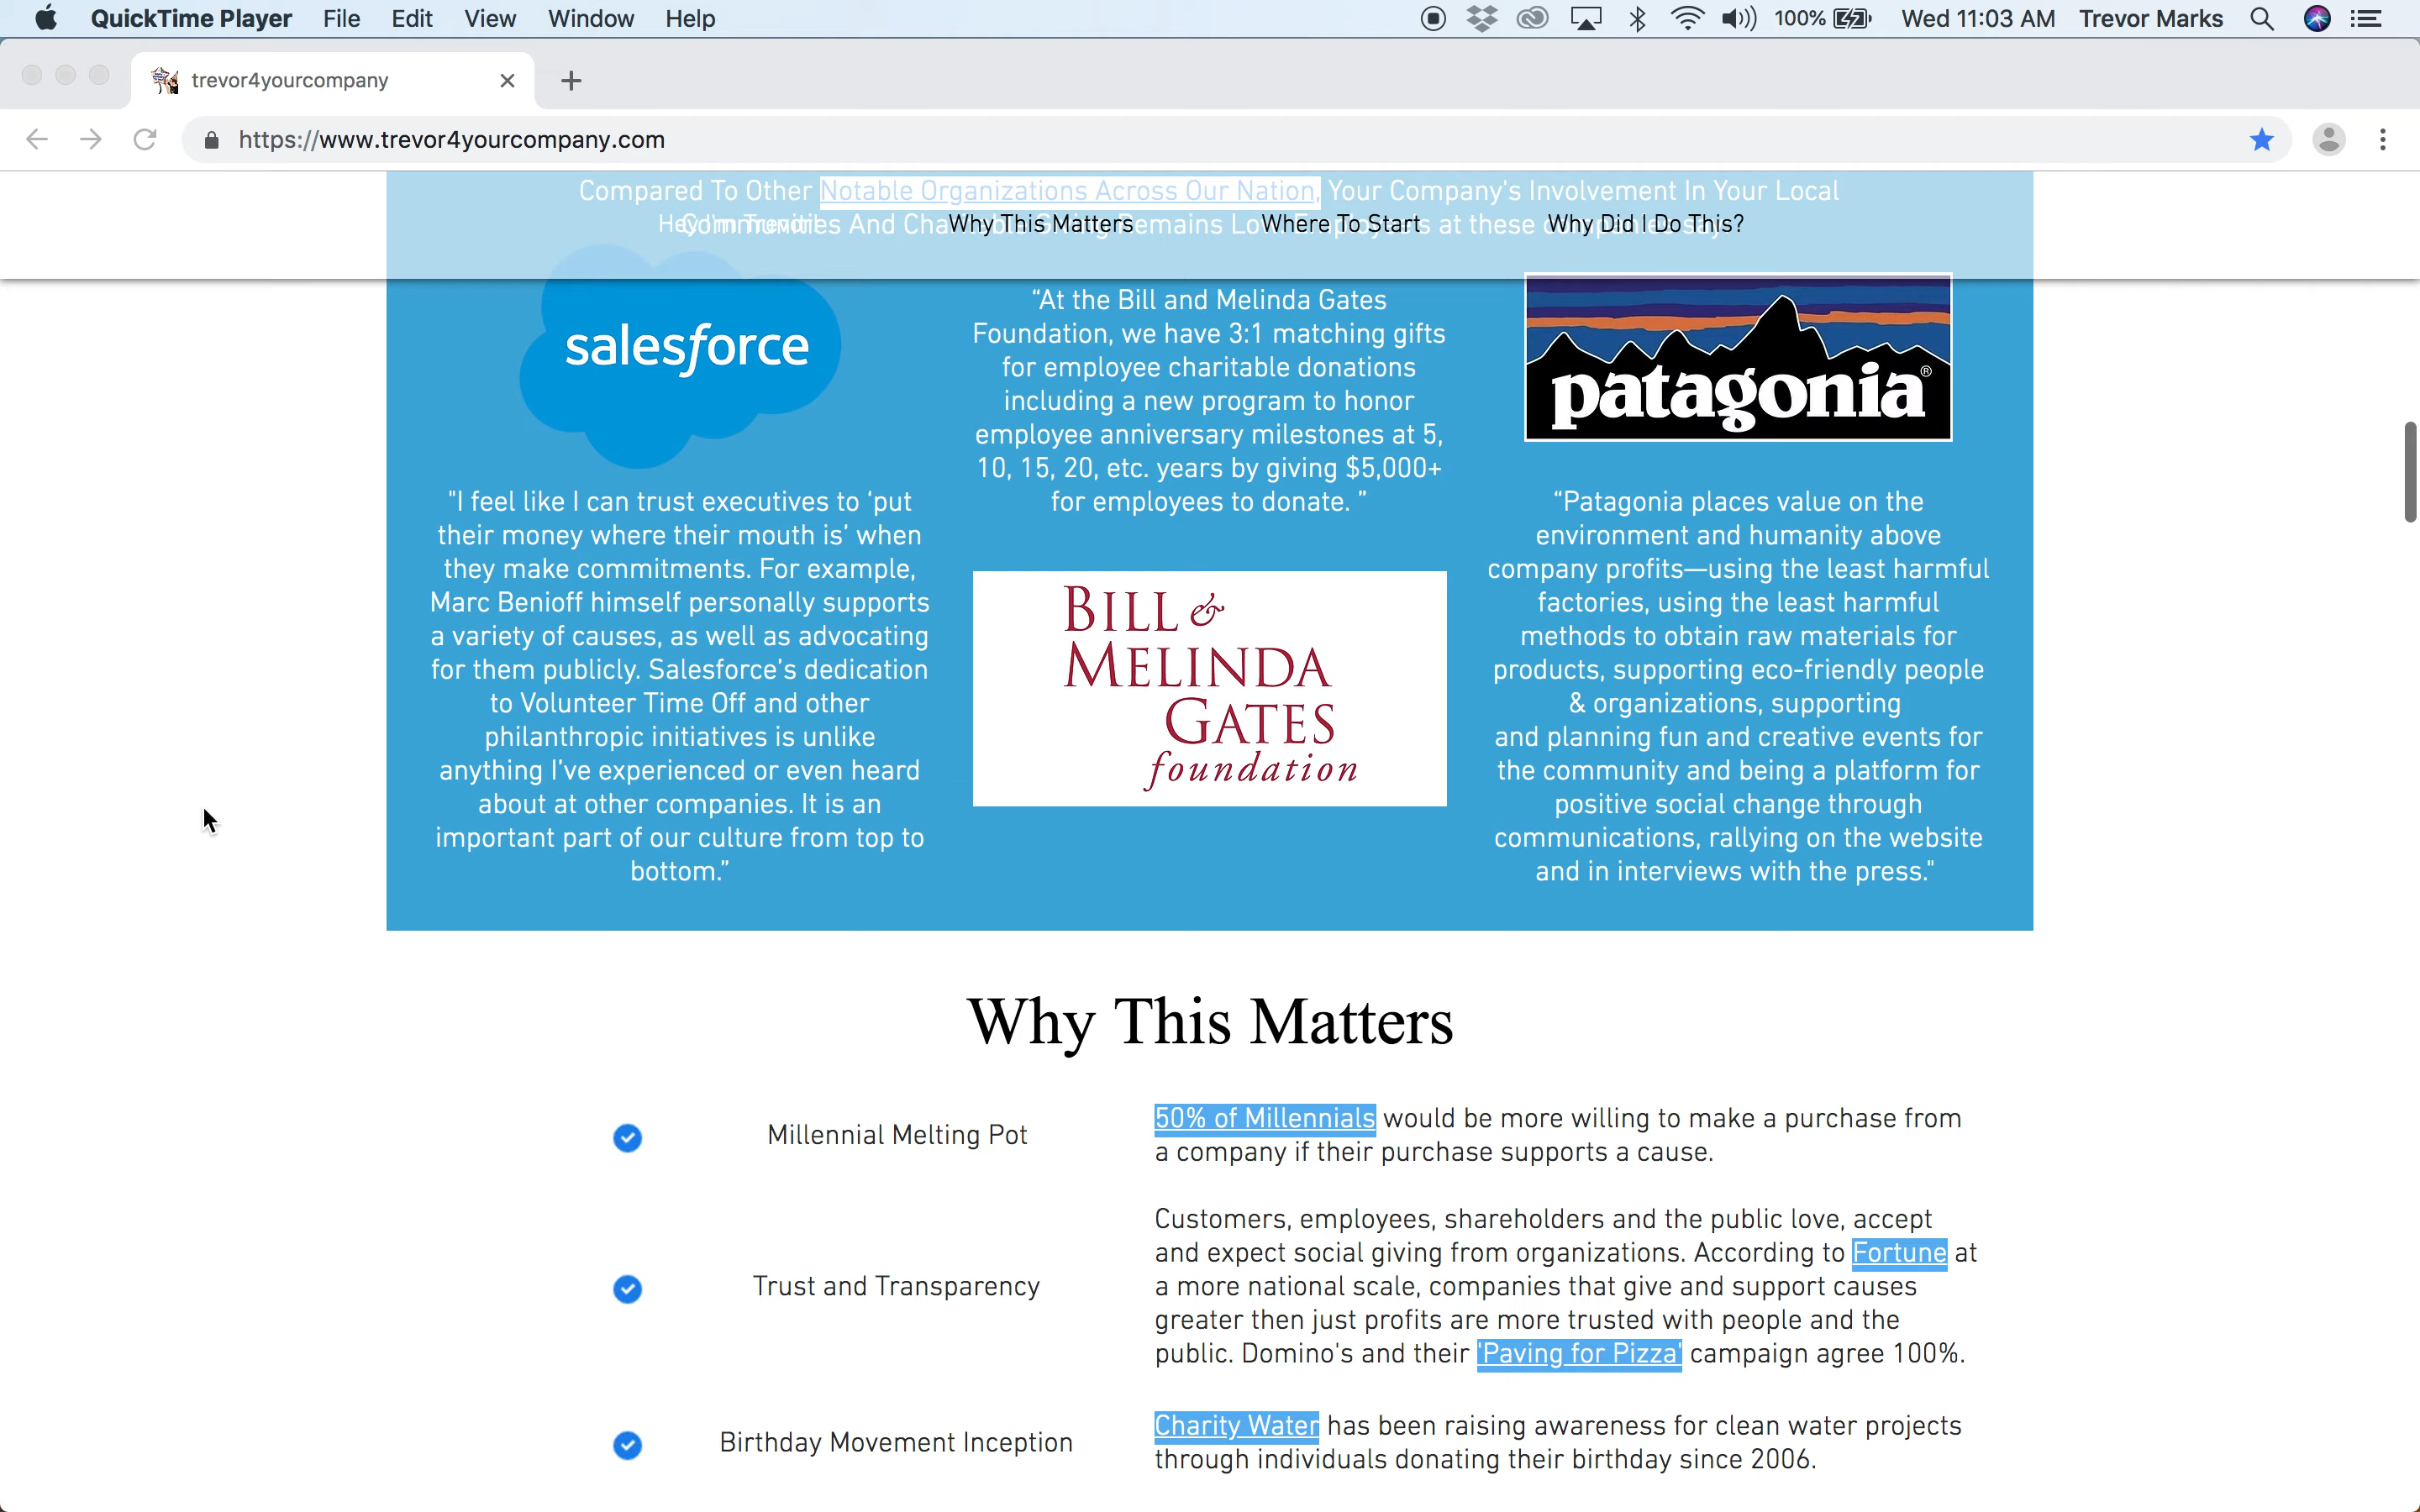 QuickTime Player File Edit View Window Help 100% Wed 11:03 AM Trevor Marks
trevor4yourcompany
https://www.trevor4yourcompany.com
Compared To Other Notable Organizations Across Our Nation, Your Company's Involvement In Your Local
Communities And Charitable Giving Remains Low. Employee's at these companies say:
Hey I'm Trevor! Why This Matters Where To Start Why Did I Do This?
salesforce
"I feel like I can trust executives to ‘put
their money where their mouth is’ when
they make commitments. For example,
Marc Benioff himself personally supports
a variety of causes, as well as advocating
for them publicly. Salesforce’s dedication
to Volunteer Time Off and other
philanthropic initiatives is unlike
anything I’ve experienced or even heard
about at other companies. It is an
important part of our culture from top to
bottom.”
“At the Bill and Melinda Gates
Foundation, we have 3:1 matching gifts
for employee charitable donations
including a new program to honor
employee anniversary milestones at 5,
10, 15, 20, etc. years by giving $5,000+
for employees to donate. ”
BILL &
MELINDA
GATES
foundation
patagonia®
“Patagonia places value on the
environment and humanity above
company profits—using the least harmful
factories, using the least harmful
methods to obtain raw materials for
products, supporting eco-friendly people
& organizations, supporting
and planning fun and creative events for
the community and being a platform for
positive social change through
communications, rallying on the website
and in interviews with the press."
Why This Matters
Millennial Melting Pot
50% of Millennials would be more willing to make a purchase from
a company if their purchase supports a cause.
Trust and Transparency
Customers, employees, shareholders and the public love, accept
and expect social giving from organizations. According to Fortune at
a more national scale, companies that give and support causes
greater then just profits are more trusted with people and the
public. Domino's and their 'Paving for Pizza' campaign agree 100%.
Birthday Movement Inception
Charity Water has been raising awareness for clean water projects
through individuals donating their birthday since 2006.